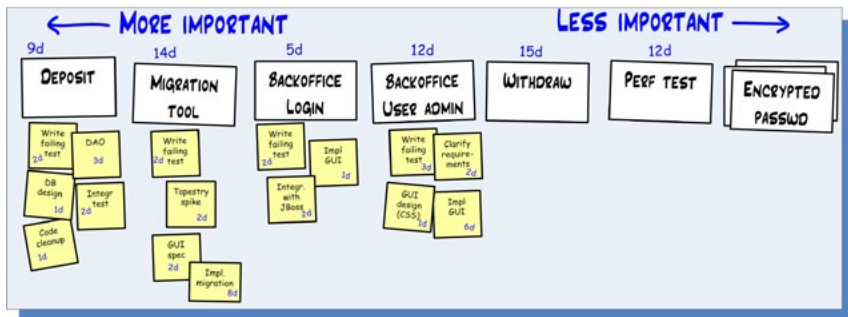 MORE IMPORTANT
LESS IMPORTANT
9d
14d
5d
12d
15d
12d
DEPOSIT
MIGRATION
TOOL
BACKOFFICE
LOGIN
BACKOFFICE
USER ADMIN
WITHDRAW
PERF TEST
ENCRYPTED
PASSWD
Write
failing
test
2d
DAO
3d
DB
design
1d
Integr
test
2d
Code
cleanup
1d
Write
failing
test
2d
Tapestry
spike
2d
GUI
spec
2d
Impl.
migration
8d
Write
failing
test
2d
Impl
GUI
1d
Integr.
with
JBoss
2d
Write
failing
test
3d
Clarify
require-
ments
2d
GUI
design
(CSS)
1d
Impl
GUI
6d